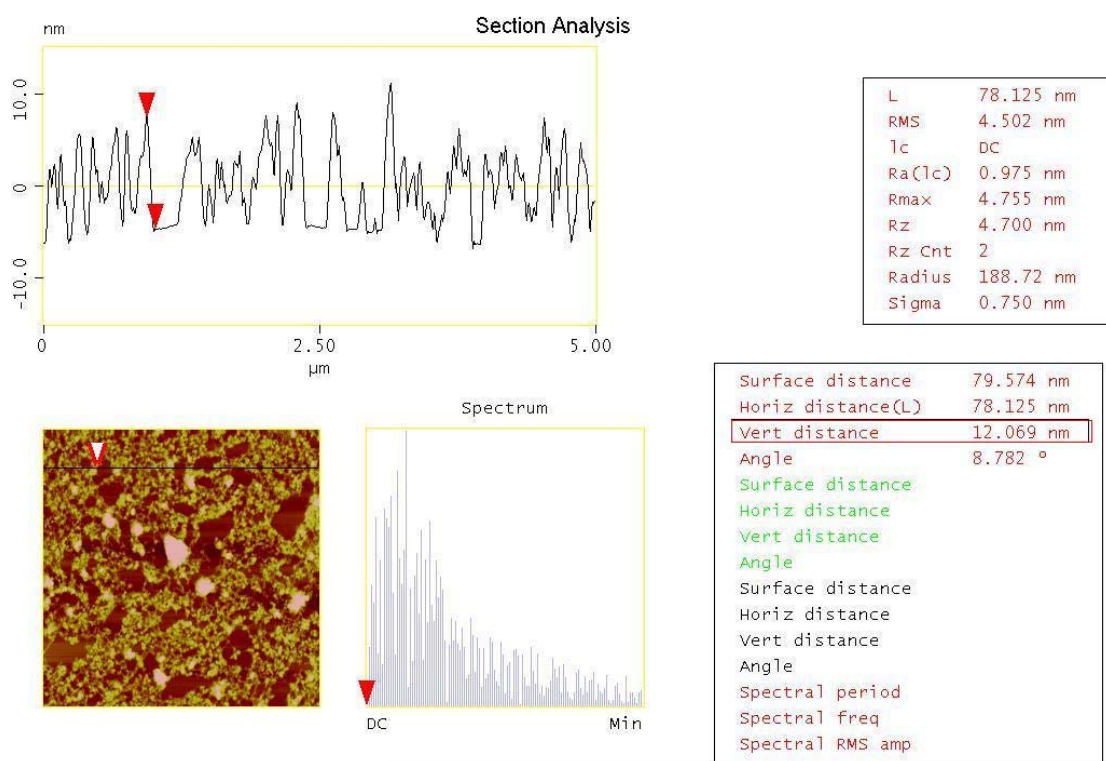 Section Analysis
nm
10.0
0
-10.0
0 2.50 5.00
µm
L 78.125 nm
RMS 4.502 nm
lc DC
Ra(lc) 0.975 nm
Rmax 4.755 nm
Rz 4.700 nm
Rz Cnt 2
Radius 188.72 nm
Sigma 0.750 nm
Spectrum
DC Min
Surface distance 79.574 nm
Horiz distance(L) 78.125 nm
Vert distance 12.069 nm
Angle 8.782 º
Surface distance
Horiz distance
Vert distance
Angle
Surface distance
Horiz distance
Vert distance
Angle
Spectral period
Spectral freq
Spectral RMS amp